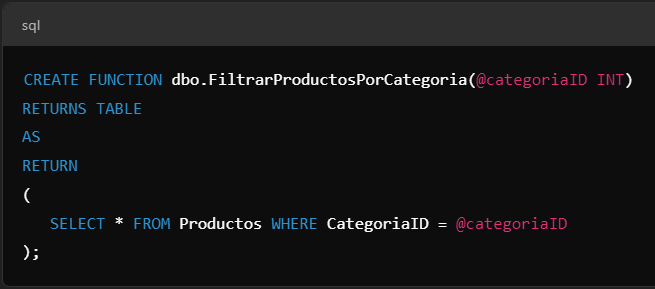 sql
CREATE FUNCTION dbo.FiltrarProductosPorCategoria(@categoriaID INT)
RETURNS TABLE
AS
RETURN
(
SELECT * FROM Productos WHERE CategoriaID = @categoriaID
);